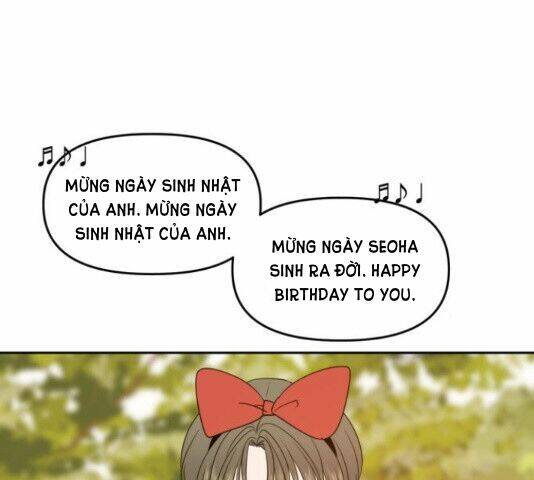 MỪNG NGÀY SINH NHẬT
CỦA ANH. MỪNG NGÀY
SINH NHẬT CỦA ANH.
MỪNG NGÀY SEOHA
SINH RA ĐỜI. HAPPY
BIRTHDAY TO YOU.